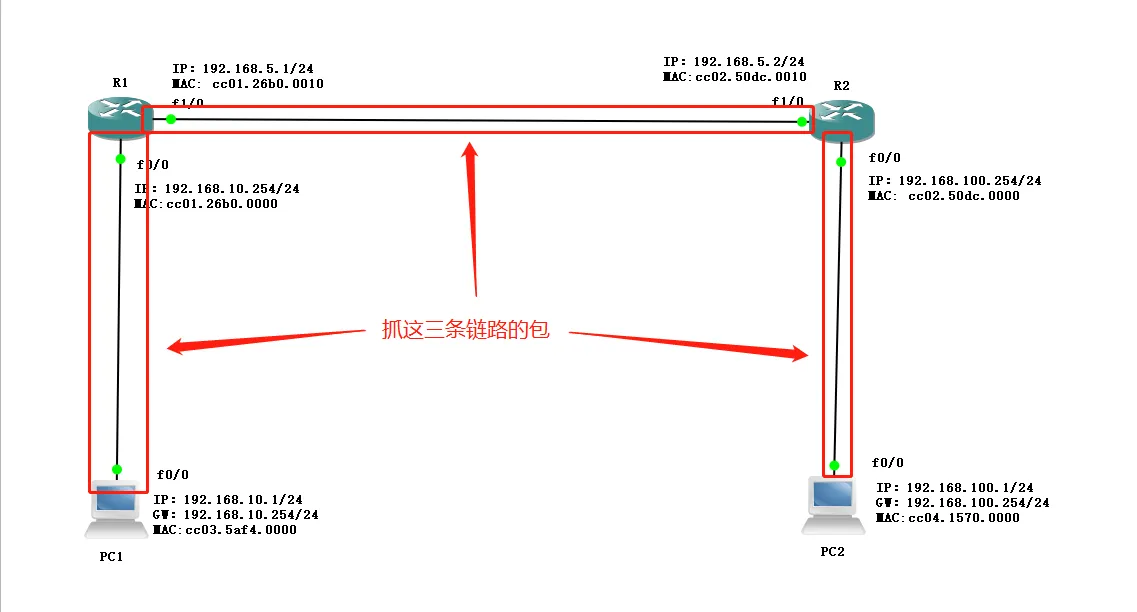 R1
IP: 192.168.5.1/24
MAC: cc01.26b0.0010
f1/0
IP: 192.168.5.2/24
MAC:cc02.50dc.0010
f1/0
R2
f0/0
IP: 192.168.10.254/24
MAC:cc01.26b0.0000
f0/0
IP: 192.168.100.254/24
MAC: cc02.50dc.0000
抓这三条链路的包
f0/0
IP: 192.168.10.1/24
GW: 192.168.10.254/24
MAC:cc03.5af4.0000
PC1
f0/0
IP: 192.168.100.1/24
GW: 192.168.100.254/24
MAC:cc04.1570.0000
PC2